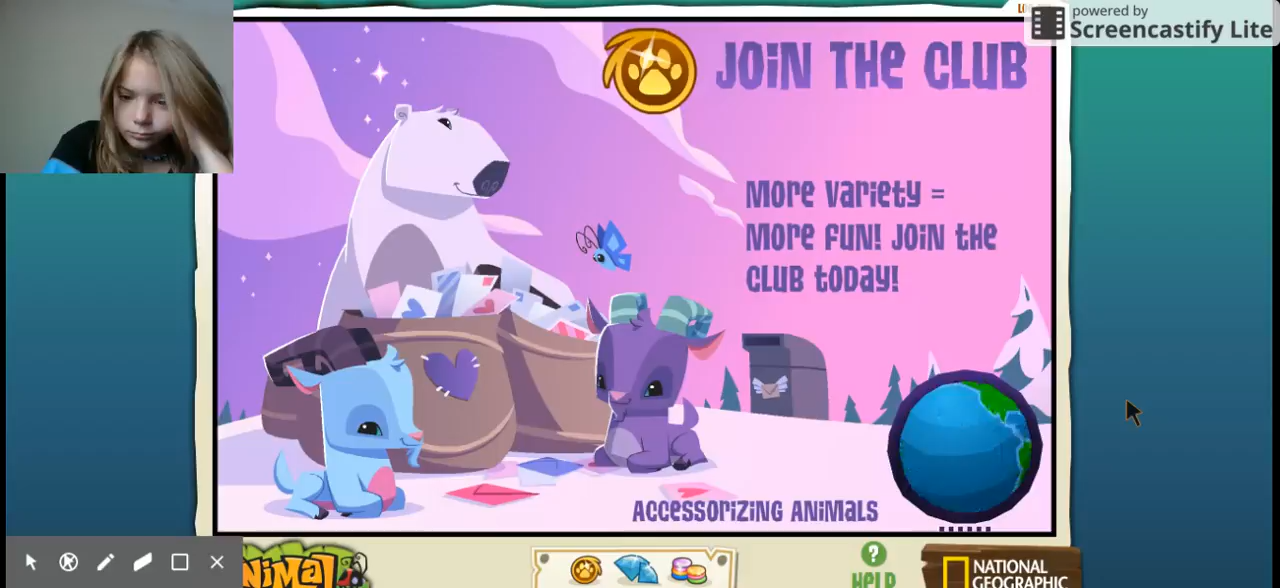 powered by
Screencastify Lite
JOIN THE CLUB
MORE VARIETY =
MORE FUN! JOIN THE
CLUB TODAY!
ACCESSORIZING ANIMALS
HELP
NATIONAL
GEOGRAPHIC